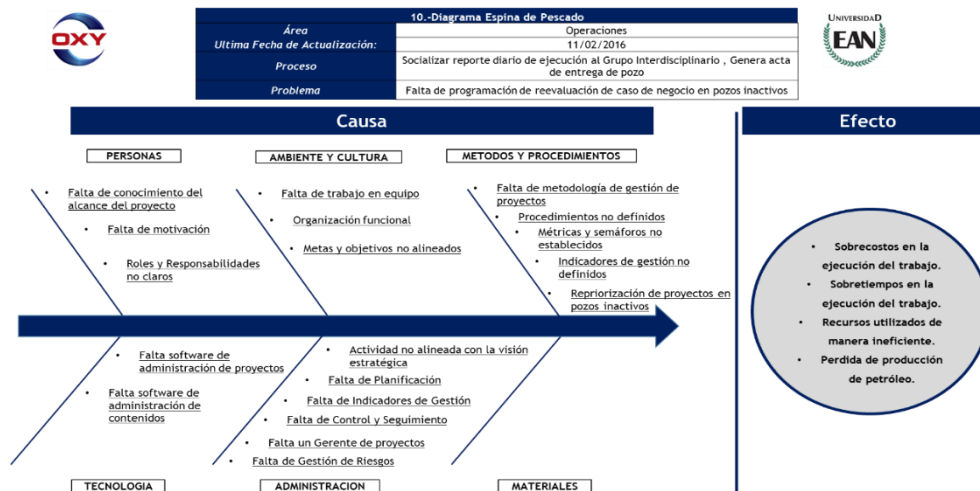 OXY
10.-Diagrama Espina de Pescado
Área
Operaciones
Ultima Fecha de Actualización:
11/02/2016
Proceso
Socializar reporte diario de ejecución al Grupo Interdisciplinario , Genera acta
de entrega de pozo
Problema
Falta de programación de reevaluación de caso de negocio en pozos inactivos
UNIVERSIDAD
EAN
Causa
Efecto
PERSONAS
AMBIENTE Y CULTURA
METODOS Y PROCEDIMIENTOS
• Falta de conocimiento del
alcance del proyecto
• Falta de motivación
• Roles y Responsabilidades
no claros
• Falta de trabajo en equipo
• Organización funcional
• Metas y objetivos no alineados
• Falta de metodología de gestión de
proyectos
• Procedimientos no definidos
• Métricas y semáforos no
establecidos
• Indicadores de gestión no
definidos
• Repriorización de proyectos en
pozos inactivos
• Falta software de
administración de proyectos
• Falta software de
administración de
contenidos
• Actividad no alineada con la visión
estratégica
• Falta de Planificación
• Falta de Indicadores de Gestión
• Falta de Control y Seguimiento
• Falta un Gerente de proyectos
• Falta de Gestión de Riesgos
TECNOLOGIA
ADMINISTRACION
MATERIALES
• Sobrecostos en la
ejecución del trabajo.
• Sobretiempos en la
ejecución del trabajo.
• Recursos utilizados de
manera ineficiente.
• Perdida de producción
de petróleo.